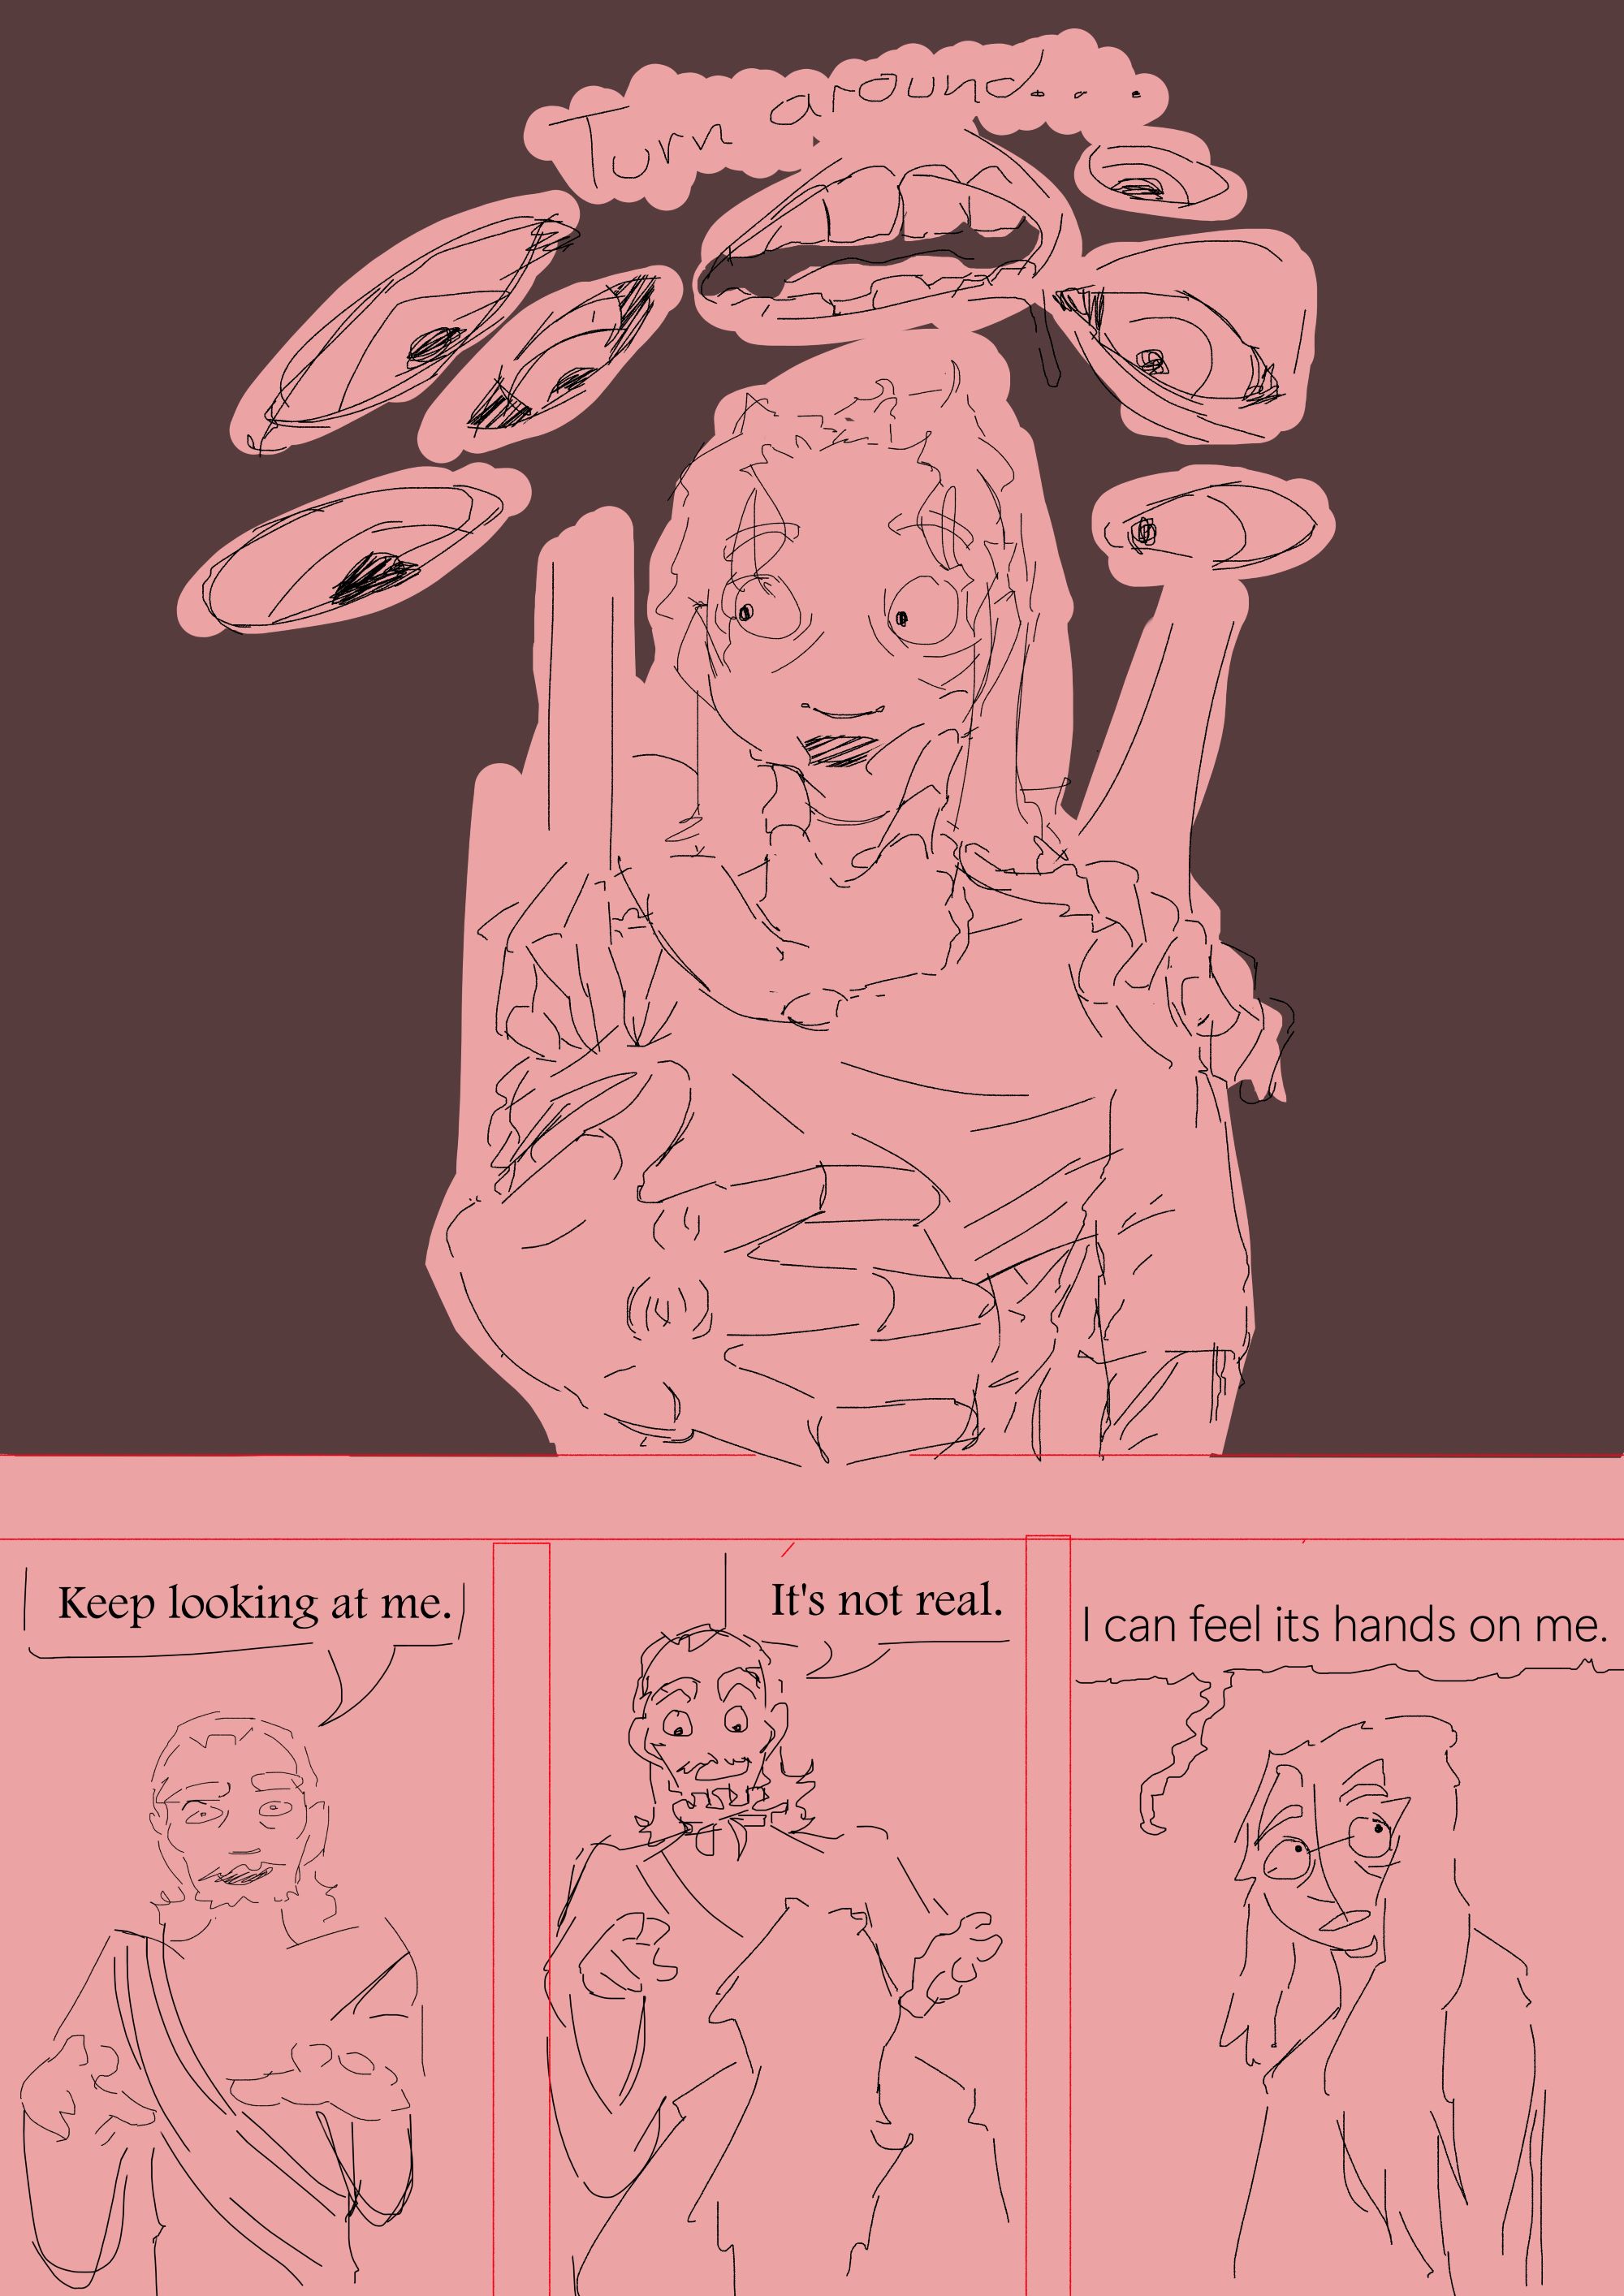 Turn around...
Keep looking at me.
It's not real.
I can feel its hands on me.